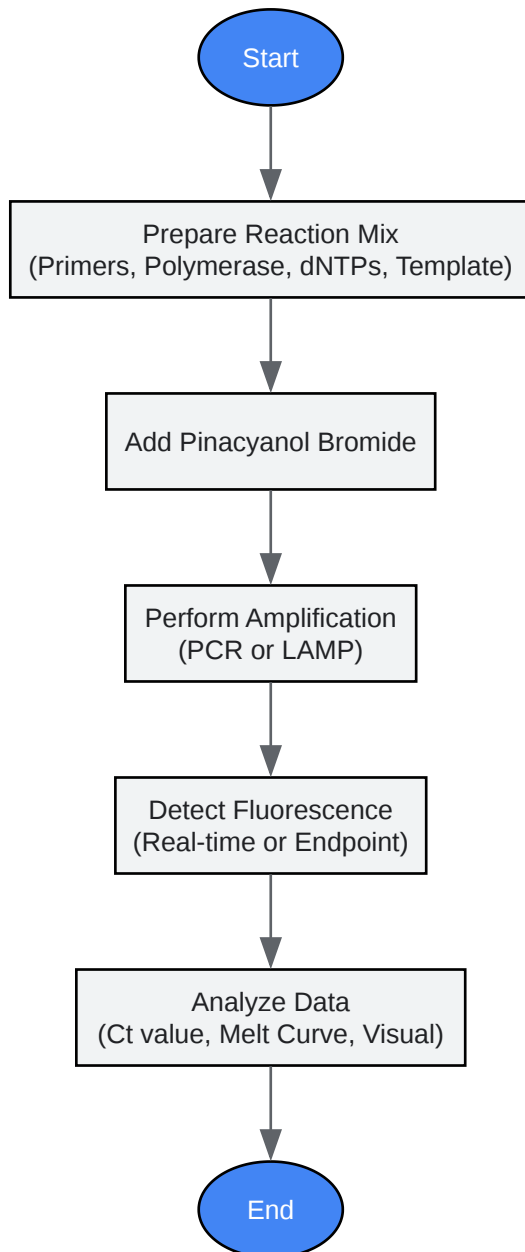 Start
Prepare Reaction Mix
(Primers, Polymerase, dNTPs, Template)
Add Pinacyanol Bromide
Perform Amplification
(PCR or LAMP)
Detect Fluorescence
(Real-time or Endpoint)
Analyze Data
(Ct value, Melt Curve, Visual)
End